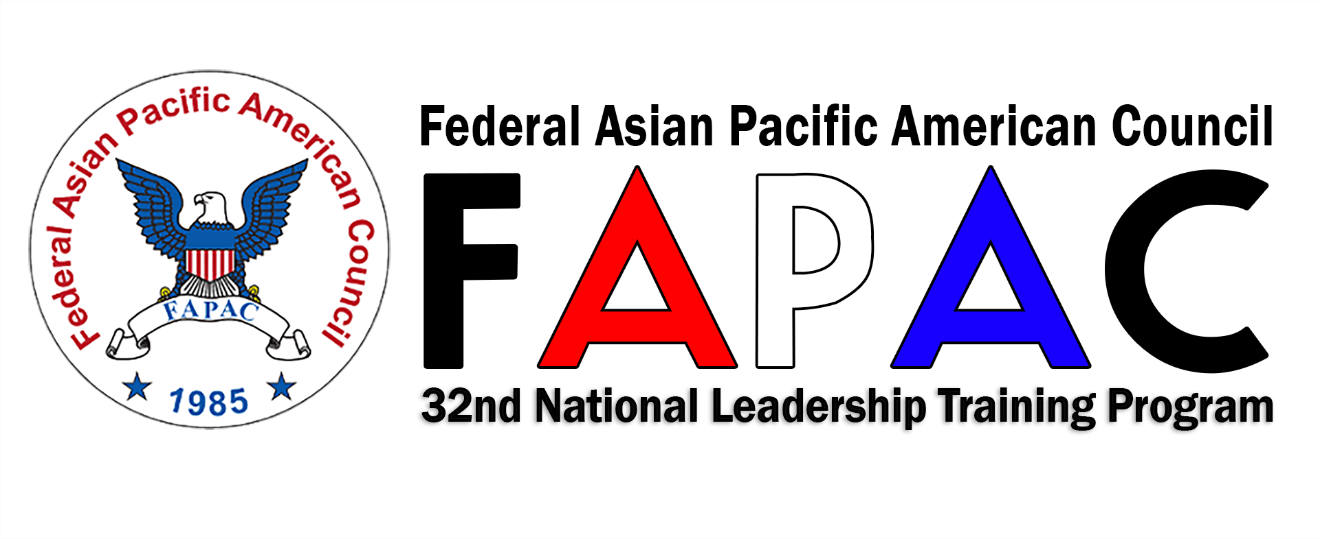 Federal Asian Pacific American Council
FAPAC
1985
Federal Asian Pacific American Council
FAPAC
32nd National Leadership Training Program